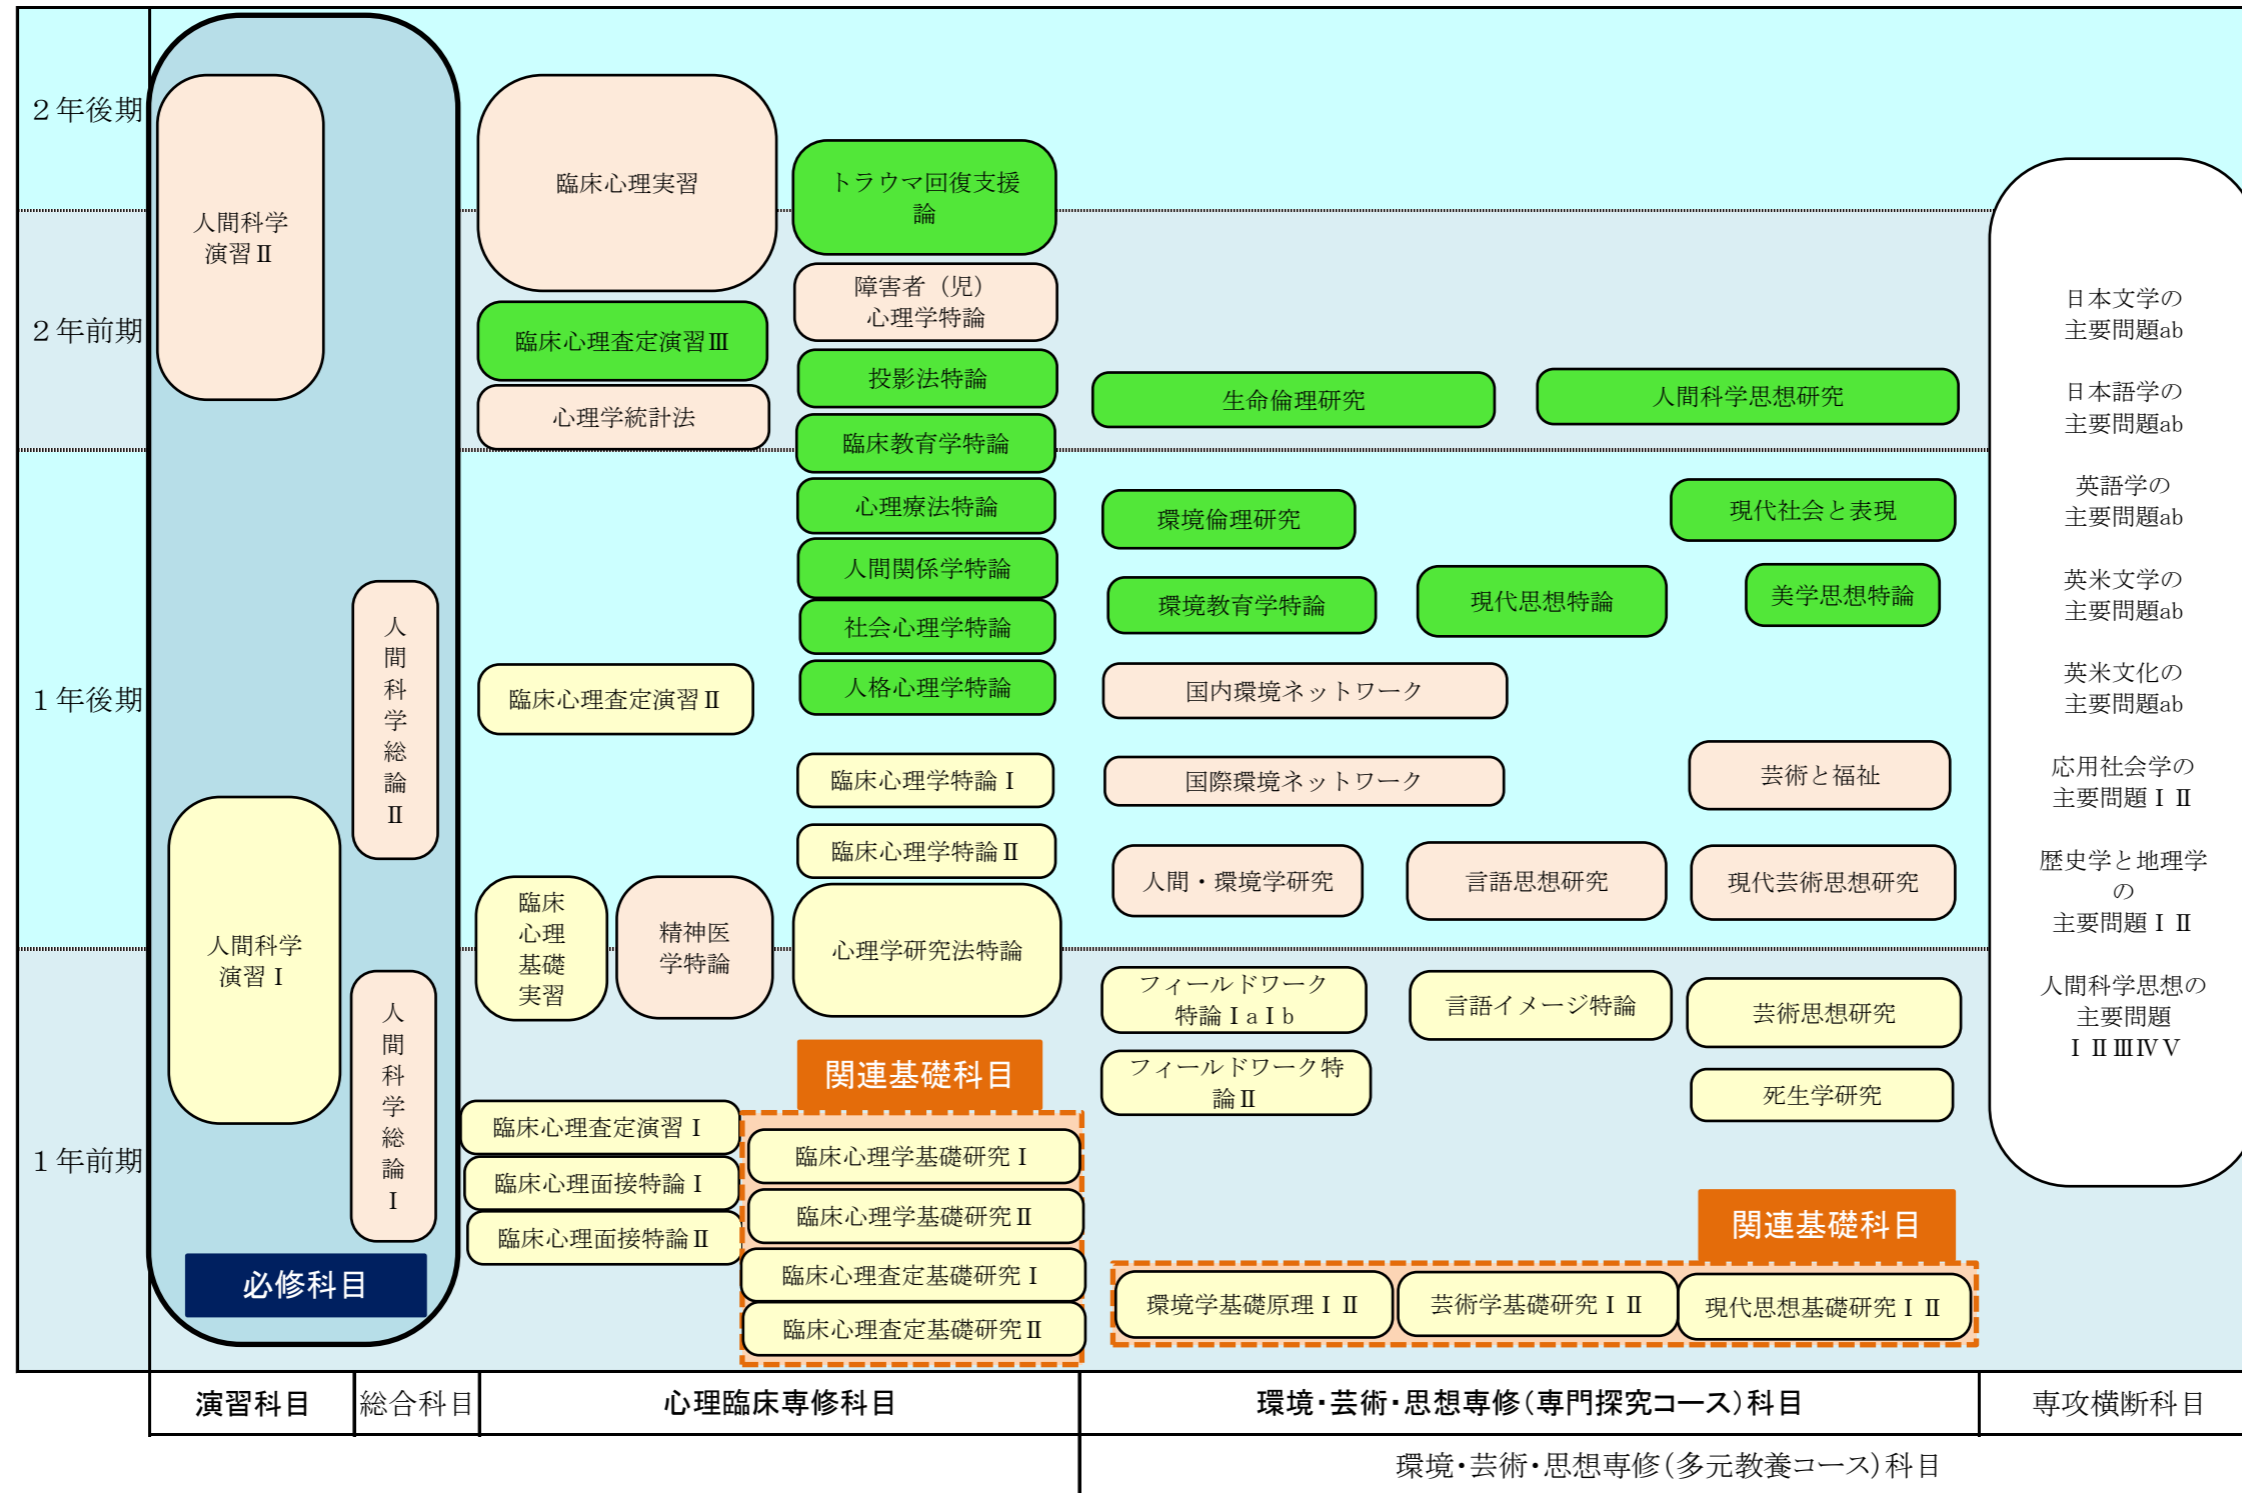 2年後期
人間科学
演習Ⅱ
臨床心理実習
トラウマ回復支援
論
2年前期
障害者（児）
心理学特論
臨床心理査定演習Ⅲ
心理学統計法
投影法特論
臨床教育学特論
生命倫理研究
人間科学思想研究
1年後期
心理療法特論
人間関係学特論
社会心理学特論
人格心理学特論
環境倫理研究
現代社会と表現
環境教育学特論
現代思想特論
美学思想特論
人
間
科
学
総
論
Ⅱ
臨床心理査定演習Ⅱ
国内環境ネットワーク
臨床心理学特論Ⅰ
国際環境ネットワーク
芸術と福祉
臨床心理学特論Ⅱ
人間・環境学研究
言語思想研究
現代芸術思想研究
人間科学
演習Ⅰ
臨床
心理
基礎
実習
精神医
学特論
心理学研究法特論
1年前期
人
間
科
学
総
論
Ⅰ
フィールドワーク
特論ⅠaⅠb
言語イメージ特論
芸術思想研究
フィールドワーク特
論Ⅱ
死生学研究
関連基礎科目
臨床心理査定演習Ⅰ
臨床心理面接特論Ⅰ
臨床心理面接特論Ⅱ
臨床心理学基礎研究Ⅰ
臨床心理学基礎研究Ⅱ
臨床心理査定基礎研究Ⅰ
臨床心理査定基礎研究Ⅱ
関連基礎科目
環境学基礎原理Ⅰ Ⅱ
芸術学基礎研究Ⅰ Ⅱ
現代思想基礎研究Ⅰ Ⅱ
必修科目
日本文学の
主要問題ab
日本語学の
主要問題ab
英語学の
主要問題ab
英米文学の
主要問題ab
英米文化の
主要問題ab
応用社会学の
主要問題Ⅰ Ⅱ
歴史学と地理学
の
主要問題Ⅰ Ⅱ
人間科学思想の
主要問題
Ⅰ Ⅱ Ⅲ Ⅳ Ⅴ
演習科目
総合科目
心理臨床専修科目
環境・芸術・思想専修（専門探究コース）科目
専攻横断科目
環境・芸術・思想専修（多元教養コース）科目